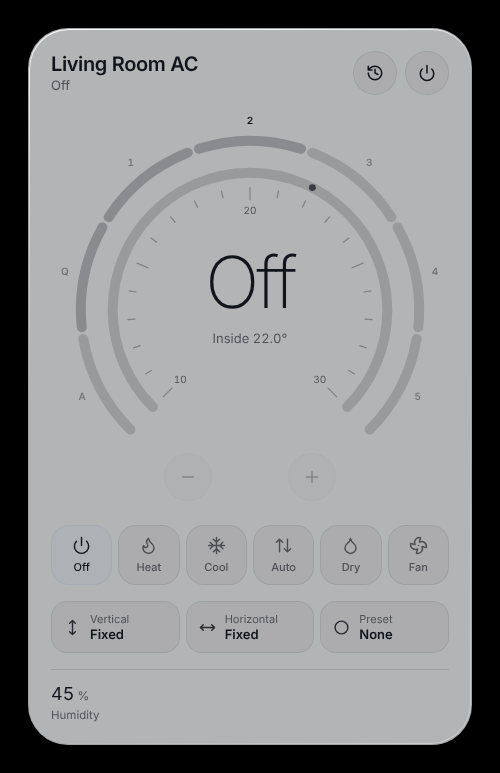 Living Room AC
Off
2
1
3
20
Q
4
Off
Inside 22.0°
10
30
A
5
Off
Heat
Cool
Auto
Dry
Fan
Vertical
Fixed
Horizontal
Fixed
Preset
None
45 %
Humidity